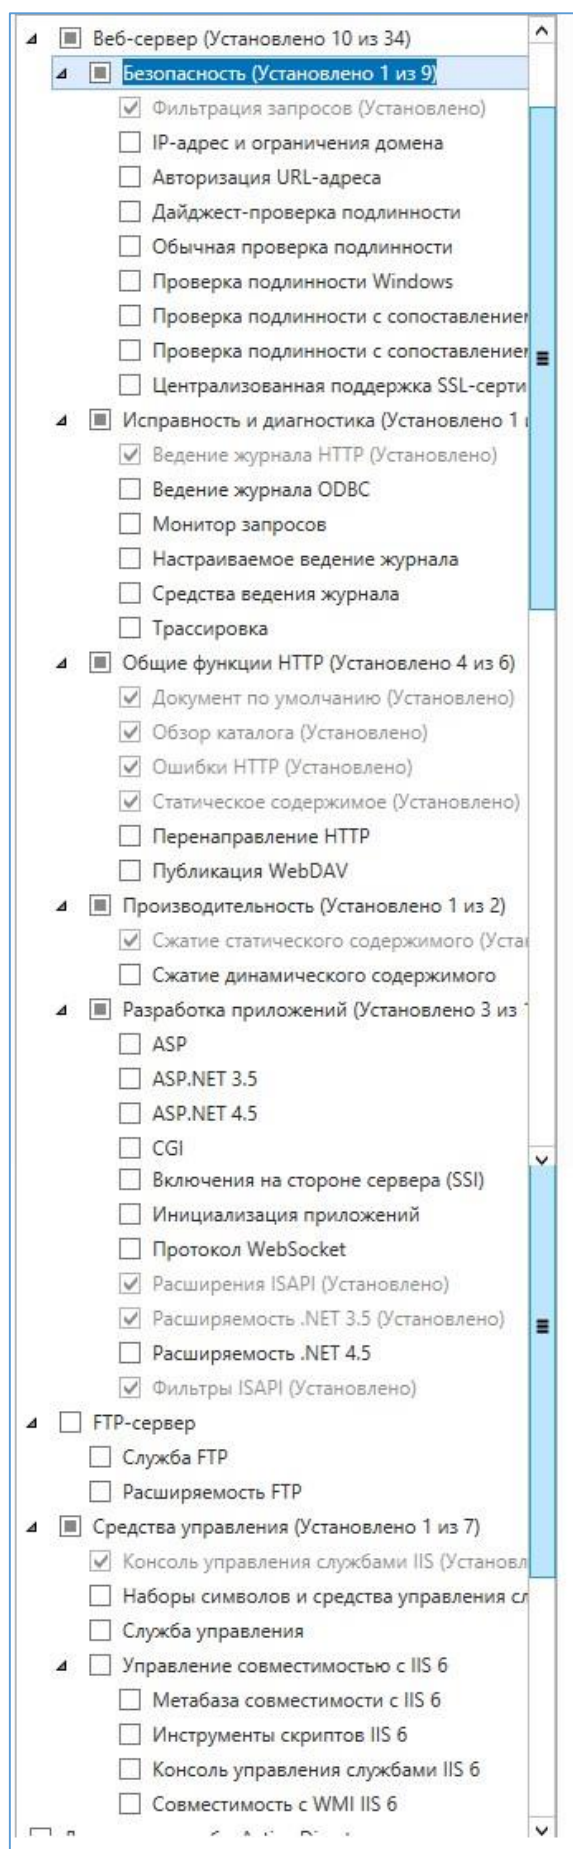 Веб-сервер (Установлено 10 из 34)
Безопасность (Установлено 1 из 9)
Фильтрация запросов (Установлено)
IP-адрес и ограничения домена
Авторизация URL-адреса
Дайджест-проверка подлинности
Обычная проверка подлинности
Проверка подлинности Windows
Проверка подлинности с сопоставлением
Проверка подлинности с сопоставлением
Централизованная поддержка SSL-серти
Исправность и диагностика (Установлено 1
Ведение журнала HTTP (Установлено)
Ведение журнала ODBC
Монитор запросов
Настраиваемое ведение журнала
Средства ведения журнала
Трассировка
Общие функции HTTP (Установлено 4 из 6)
Документ по умолчанию (Установлено)
Обзор каталога (Установлено)
Ошибки HTTP (Установлено)
Статическое содержимое (Установлено)
Перенаправление HTTP
Публикация WebDAV
Производительность (Установлено 1 из 2)
Сжатие статического содержимого (Уста
Сжатие динамического содержимого
Разработка приложений (Установлено 3 из
ASP
ASP.NET 3.5
ASP.NET 4.5
CGI
Включения на стороне сервера (SSI)
Инициализация приложений
Протокол WebSocket
Расширения ISAPI (Установлено)
Расширяемость .NET 3.5 (Установлено)
Расширяемость .NET 4.5
Фильтры ISAPI (Установлено)
FTP-сервер
Служба FTP
Расширяемость FTP
Средства управления (Установлено 1 из 7)
Консоль управления службами IIS (Установл
Наборы символов и средства управления сл
Служба управления
Управление совместимостью с IIS 6
Метабаза совместимости с IIS 6
Инструменты скриптов IIS 6
Консоль управления службами IIS 6
Совместимость с WMI IIS 6